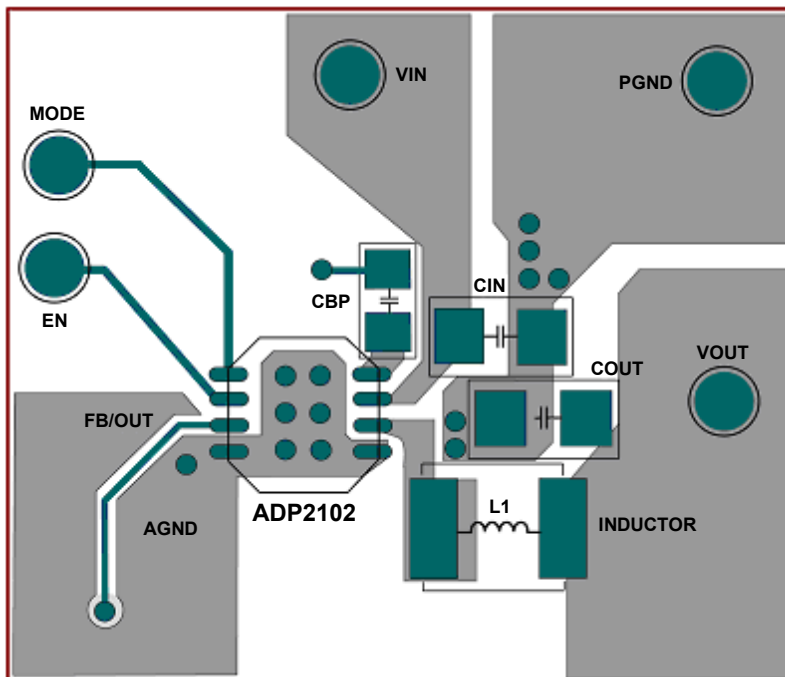 VIN
PGND
MODE
EN
CBP
CIN
COUT
VOUT
FB/OUT
ADP2102
L1
INDUCTOR
AGND